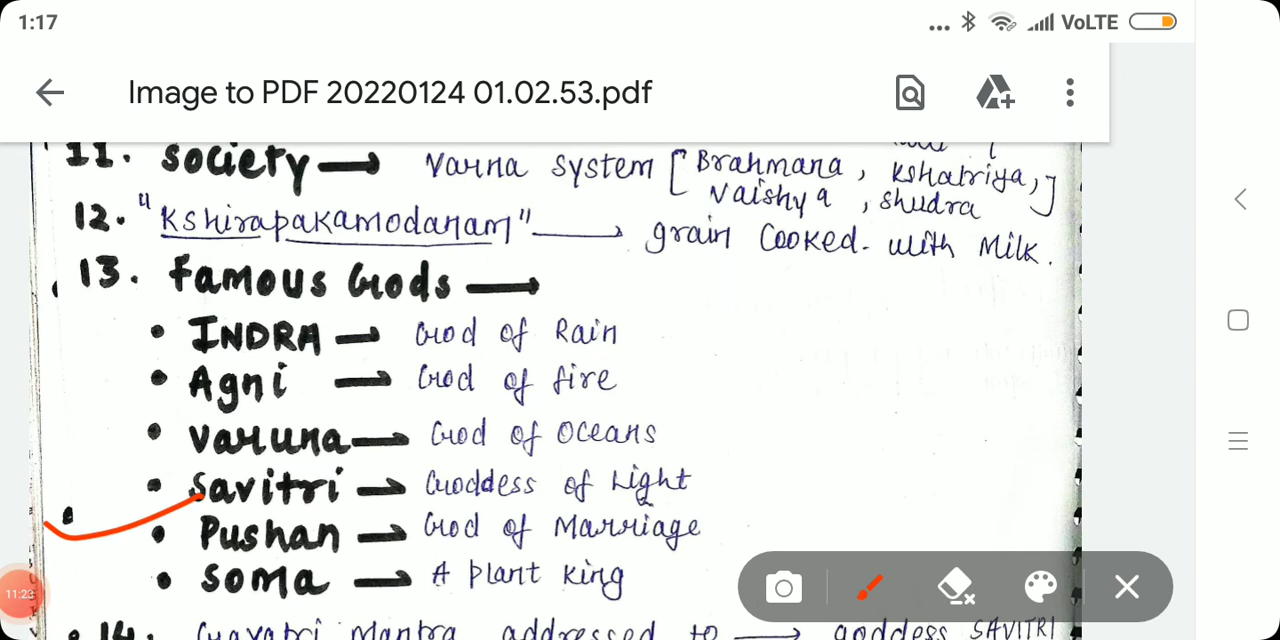 1:17
... VoLTE
Image to PDF 20220124 01.02.53.pdf
11. Society → Varna System [Brahmana, Kshatriya,]
Vaishya, Shudra
12. "Kshirapakamodanam" → grain Cooked with Milk.
13. Famous Gods →
• INDRA → God of Rain
• Agni → God of fire
• Varuna → God of Oceans
• Savitri → Goddess of Light
• Pushan → God of Marriage
• Soma → A plant King
11:23
• 14. Gayatri Mantra addressed to → goddess SAVITRI